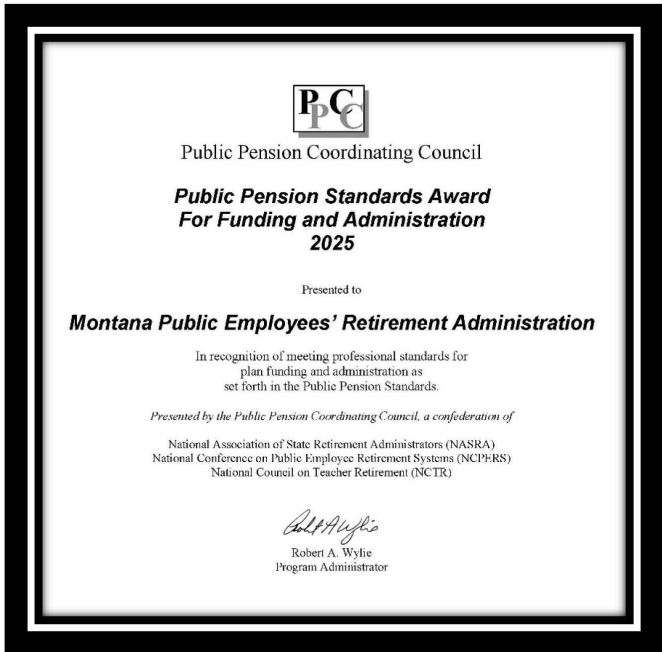 PPCC
Public Pension Coordinating Council
Public Pension Standards Award
For Funding and Administration
2025
Presented to
Montana Public Employees' Retirement Administration
In recognition of meeting professional standards for
plan funding and administration as
set forth in the Public Pension Standards.
Presented by the Public Pension Coordinating Council, a confederation of
National Association of State Retirement Administrators (NASRA)
National Conference on Public Employee Retirement Systems (NCPERS)
National Council on Teacher Retirement (NCTR)
Robert A Wylie
Robert A. Wylie
Program Administrator